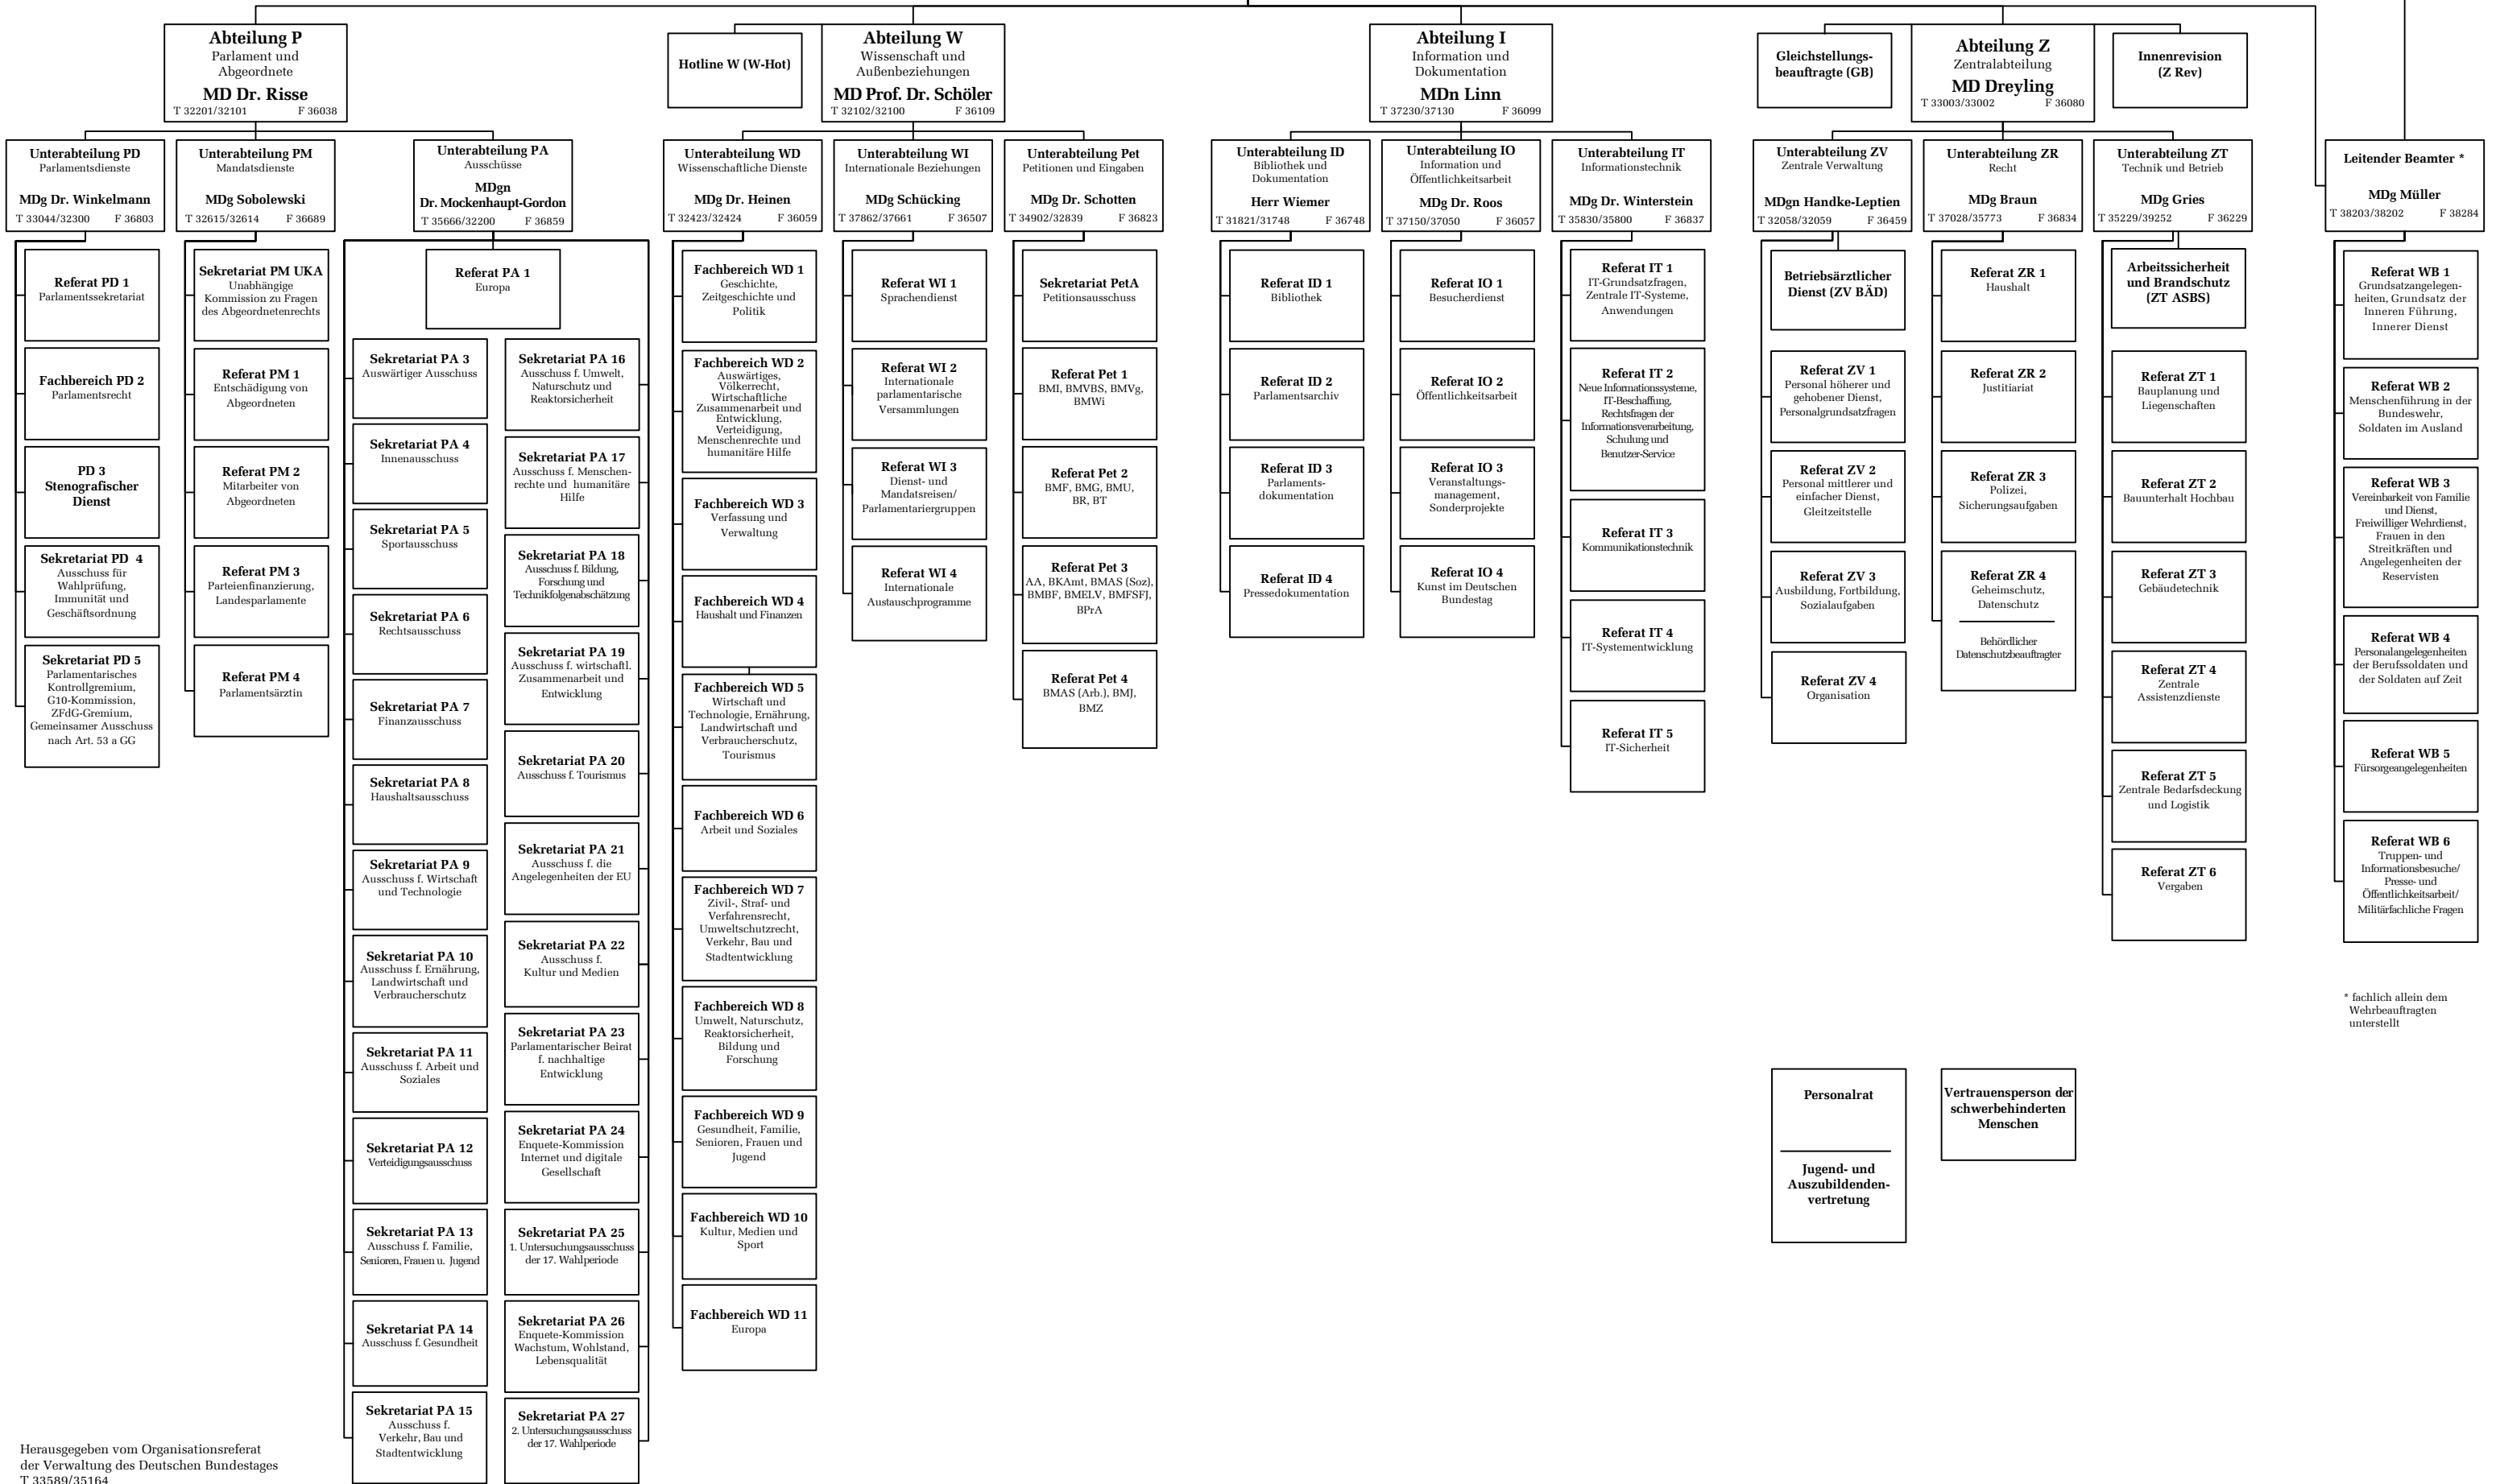 Abteilung P
Parlament und
Abgeordnete
MD Dr. Risse
T 32201/32101 F 36038
Hotline W (W-Hot)
Abteilung W
Wissenschaft und
Außenbeziehungen
MD Prof. Dr. Schöler
T 32102/32100 F 36109
Abteilung I
Information und
Dokumentation
MDn Linn
T 37230/37130 F 36099
Gleichstellungs-
beauftragte (GB)
Abteilung Z
Zentralabteilung
MD Dreyling
T 33003/33002 F 36080
Innenrevision
(Z Rev)
Unterabteilung PD
Parlamentsdienste
MDg Dr. Winkelmann
T 33044/32300 F 36803
Unterabteilung PM
Mandatsdienste
MDg Sobolewski
T 32615/32614 F 36689
Unterabteilung PA
Ausschüsse
MDgn
Dr. Mockenhaupt-Gordon
T 35666/32200 F 36859
Unterabteilung WD
Wissenschaftliche Dienste
MDg Dr. Heinen
T 32423/32424 F 36059
Unterabteilung WI
Internationale Beziehungen
MDg Schücking
T 37862/37661 F 36507
Unterabteilung Pet
Petitionen und Eingaben
MDg Dr. Schotten
T 34902/32839 F 36823
Unterabteilung ID
Bibliothek und
Dokumentation
Herr Wiemer
T 31821/31748 F 36748
Unterabteilung IO
Information und
Öffentlichkeitsarbeit
MDg Dr. Roos
T 37150/37050 F 36057
Unterabteilung IT
Informationstechnik
MDg Dr. Winterstein
T 35830/35800 F 36837
Unterabteilung ZV
Zentrale Verwaltung
MDgn Handke-Leptien
T 32058/32059 F 36459
Unterabteilung ZR
Recht
MDg Braun
T 37028/35773 F 36834
Unterabteilung ZT
Technik und Betrieb
MDg Gries
T 35229/39252 F 36229
Leitender Beamter *
MDg Müller
T 38203/38202 F 38284
Referat PD 1
Parlamentssekretariat
Fachbereich PD 2
Parlamentsrecht
PD 3
Stenografischer
Dienst
Sekretariat PD 4
Ausschuss für
Wahlprüfung,
Immunität und
Geschäftsordnung
Sekretariat PD 5
Parlamentarisches
Kontrollgremium,
G10-Kommission,
ZFdG-Gremium,
Gemeinsamer Ausschuss
nach Art. 53 a GG
Sekretariat PM UKA
Unabhängige
Kommission zu Fragen
des Abgeordnetenrechts
Referat PM 1
Entschädigung von
Abgeordneten
Referat PM 2
Mitarbeiter von
Abgeordneten
Referat PM 3
Parteienfinanzierung,
Landesparlamente
Referat PM 4
Parlamentsärztin
Referat PA 1
Europa
Sekretariat PA 3
Auswärtiger Ausschuss
Sekretariat PA 4
Innenausschuss
Sekretariat PA 5
Sportausschuss
Sekretariat PA 6
Rechtsausschuss
Sekretariat PA 7
Finanzausschuss
Sekretariat PA 8
Haushaltsausschuss
Sekretariat PA 9
Ausschuss f. Wirtschaft
und Technologie
Sekretariat PA 10
Ausschuss f. Ernährung,
Landwirtschaft und
Verbraucherschutz
Sekretariat PA 11
Ausschuss f. Arbeit und
Soziales
Sekretariat PA 12
Verteidigungsausschuss
Sekretariat PA 13
Ausschuss f. Familie,
Senioren, Frauen u. Jugend
Sekretariat PA 14
Ausschuss f. Gesundheit
Sekretariat PA 15
Ausschuss f.
Verkehr, Bau und
Stadtentwicklung
Sekretariat PA 16
Ausschuss f. Umwelt,
Naturschutz und
Reaktorsicherheit
Sekretariat PA 17
Ausschuss f. Menschen-
rechte und humanitäre
Hilfe
Sekretariat PA 18
Ausschuss f. Bildung,
Forschung und
Technikfolgenabschätzung
Sekretariat PA 19
Ausschuss f. wirtschaftl.
Zusammenarbeit und
Entwicklung
Sekretariat PA 20
Ausschuss f. Tourismus
Sekretariat PA 21
Ausschuss f. die
Angelegenheiten der EU
Sekretariat PA 22
Ausschuss f.
Kultur und Medien
Sekretariat PA 23
Parlamentarischer Beirat
f. nachhaltige
Entwicklung
Sekretariat PA 24
Enquete-Kommission
Internet und digitale
Gesellschaft
Sekretariat PA 25
1. Untersuchungsausschuss
der 17. Wahlperiode
Sekretariat PA 26
Enquete-Kommission
Wachstum, Wohlstand,
Lebensqualität
Sekretariat PA 27
2. Untersuchungsausschuss
der 17. Wahlperiode
Fachbereich WD 1
Geschichte,
Zeitgeschichte und
Politik
Fachbereich WD 2
Auswärtiges,
Völkerrecht,
Wirtschaftliche
Zusammenarbeit und
Entwicklung,
Verteidigung,
Menschenrechte und
humanitäre Hilfe
Fachbereich WD 3
Verfassung und
Verwaltung
Fachbereich WD 4
Haushalt und Finanzen
Fachbereich WD 5
Wirtschaft und
Technologie, Ernährung,
Landwirtschaft und
Verbraucherschutz,
Tourismus
Fachbereich WD 6
Arbeit und Soziales
Fachbereich WD 7
Zivil-, Straf- und
Verfahrensrecht,
Umweltschutzrecht,
Verkehr, Bau und
Stadtentwicklung
Fachbereich WD 8
Umwelt, Naturschutz,
Reaktorsicherheit,
Bildung und
Forschung
Fachbereich WD 9
Gesundheit, Familie,
Senioren, Frauen und
Jugend
Fachbereich WD 10
Kultur, Medien und
Sport
Fachbereich WD 11
Europa
Referat WI 1
Sprachendienst
Referat WI 2
Internationale
parlamentarische
Versammlungen
Referat WI 3
Dienst- und
Mandatsreisen/
Parlamentariergruppen
Referat WI 4
Internationale
Austauschprogramme
Sekretariat PetA
Petitionsausschuss
Referat Pet 1
BMI, BMVBS, BMVg,
BMWi
Referat Pet 2
BMF, BMG, BMU,
BR, BT
Referat Pet 3
AA, BKAmt, BMAS (Soz),
BMBF, BMELV, BMFSFJ,
BPrA
Referat Pet 4
BMAS (Arb.), BMJ,
BMZ
Referat ID 1
Bibliothek
Referat ID 2
Parlamentsarchiv
Referat ID 3
Parlaments-
dokumentation
Referat ID 4
Pressedokumentation
Referat IO 1
Besucherdienst
Referat IO 2
Öffentlichkeitsarbeit
Referat IO 3
Veranstaltungs-
management,
Sonderprojekte
Referat IO 4
Kunst im Deutschen
Bundestag
Referat IT 1
IT-Grundsatzfragen,
Zentrale IT-Systeme,
Anwendungen
Referat IT 2
Neue Informationssysteme,
IT-Beschaffung,
Rechtsfragen der
Informationsverarbeitung,
Schulung und
Benutzer-Service
Referat IT 3
Kommunikationstechnik
Referat IT 4
IT-Systementwicklung
Referat IT 5
IT-Sicherheit
Betriebsärztlicher
Dienst (ZV BÄD)
Referat ZV 1
Personal höherer und
gehobener Dienst,
Personalgrundsatzfragen
Referat ZV 2
Personal mittlerer und
einfacher Dienst,
Gleitzeitstelle
Referat ZV 3
Ausbildung, Fortbildung,
Sozialaufgaben
Referat ZV 4
Organisation
Referat ZR 1
Haushalt
Referat ZR 2
Justitiariat
Referat ZR 3
Polizei,
Sicherungsaufgaben
Referat ZR 4
Geheimschutz,
Datenschutz
Behördlicher
Datenschutzbeauftragter
Arbeitssicherheit
und Brandschutz
(ZT ASBS)
Referat ZT 1
Bauplanung und
Liegenschaften
Referat ZT 2
Bauunterhalt Hochbau
Referat ZT 3
Gebäudetechnik
Referat ZT 4
Zentrale
Assistenzdienste
Referat ZT 5
Zentrale Bedarfsdeckung
und Logistik
Referat ZT 6
Vergaben
Referat WB 1
Grundsatzangelegen-
heiten, Grundsatz der
Inneren Führung,
Innerer Dienst
Referat WB 2
Menschenführung in der
Bundeswehr,
Soldaten im Ausland
Referat WB 3
Vereinbarkeit von Familie
und Dienst,
Freiwilliger Wehrdienst,
Frauen in den
Streitkräften und
Angelegenheiten der
Reservisten
Referat WB 4
Personalangelegenheiten
der Berufssoldaten und
der Soldaten auf Zeit
Referat WB 5
Fürsorgeangelegenheiten
Referat WB 6
Truppen- und
Informationsbesuche/
Presse- und
Öffentlichkeitsarbeit/
Militärfachliche Fragen
* fachlich allein dem
Wehrbeauftragten
unterstellt
Personalrat
Jugend- und
Auszubildenden-
vertretung
Vertrauensperson der
schwerbehinderten
Menschen
Herausgegeben vom Organisationsreferat
der Verwaltung des Deutschen Bundestages
T 33589/35164